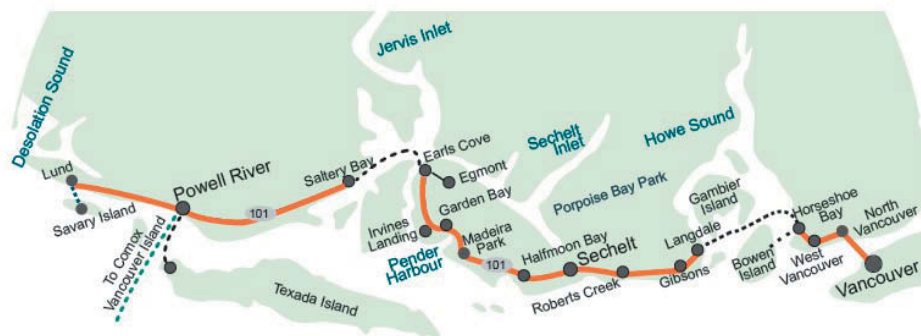 Desolation Sound
Lund
Savary Island
Powell River
To Comox
Vancouver Island
101
Texada Island
Saltery Bay
Jervis Inlet
Earls Cove
Egmont
Irvines
Landing
Garden Bay
Pender
Harbour
Madeira
Park
101
Halfmoon Bay
Sechelt
Inlet
Sechelt
Porpoise Bay Park
Roberts Creek
Gibsons
Langdale
Howe Sound
Gambier
Island
Bowen
Island
Horseshoe
Bay
West
Vancouver
North
Vancouver
Vancouver